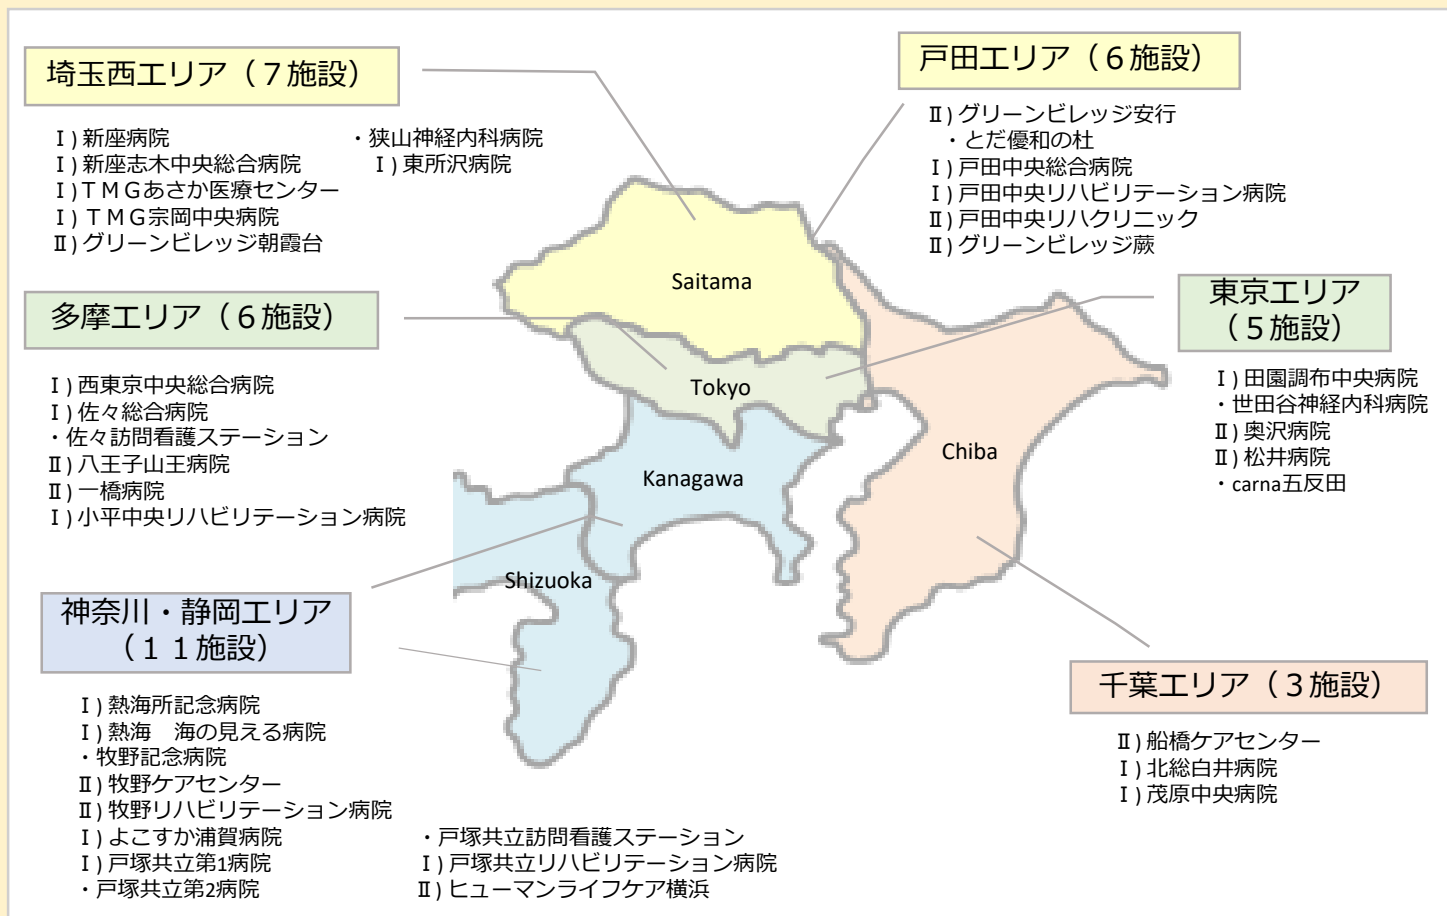 埼玉西エリア（７施設）
Ⅰ) 新座病院
Ⅰ) 新座志木中央総合病院
Ⅰ) ＴＭＧあさか医療センター
Ⅰ) ＴＭＧ宗岡中央病院
Ⅱ) グリーンビレッジ朝霞台
・狭山神経内科病院
Ⅰ) 東所沢病院
戸田エリア（６施設）
Ⅱ) グリーンビレッジ安行
・とだ優和の杜
Ⅰ) 戸田中央総合病院
Ⅰ) 戸田中央リハビリテーション病院
Ⅱ) 戸田中央リハクリニック
Ⅱ) グリーンビレッジ蕨
多摩エリア（６施設）
Ⅰ) 西東京中央総合病院
Ⅰ) 佐々総合病院
・佐々訪問看護ステーション
Ⅱ) 八王子山王病院
Ⅱ) 一橋病院
Ⅰ) 小平中央リハビリテーション病院
東京エリア
（５施設）
Ⅰ) 田園調布中央病院
・世田谷神経内科病院
Ⅱ) 奥沢病院
Ⅱ) 松井病院
・carna五反田
Saitama
Tokyo
Kanagawa
Chiba
Shizuoka
神奈川・静岡エリア
（１１施設）
Ⅰ) 熱海所記念病院
Ⅰ) 熱海　海の見える病院
・牧野記念病院
Ⅱ) 牧野ケアセンター
Ⅱ) 牧野リハビリテーション病院
Ⅰ) よこすか浦賀病院
Ⅰ) 戸塚共立第1病院
・戸塚共立第2病院
・戸塚共立訪問看護ステーション
Ⅰ) 戸塚共立リハビリテーション病院
Ⅱ) ヒューマンライフケア横浜
千葉エリア（３施設）
Ⅱ) 船橋ケアセンター
Ⅰ) 北総白井病院
Ⅰ) 茂原中央病院